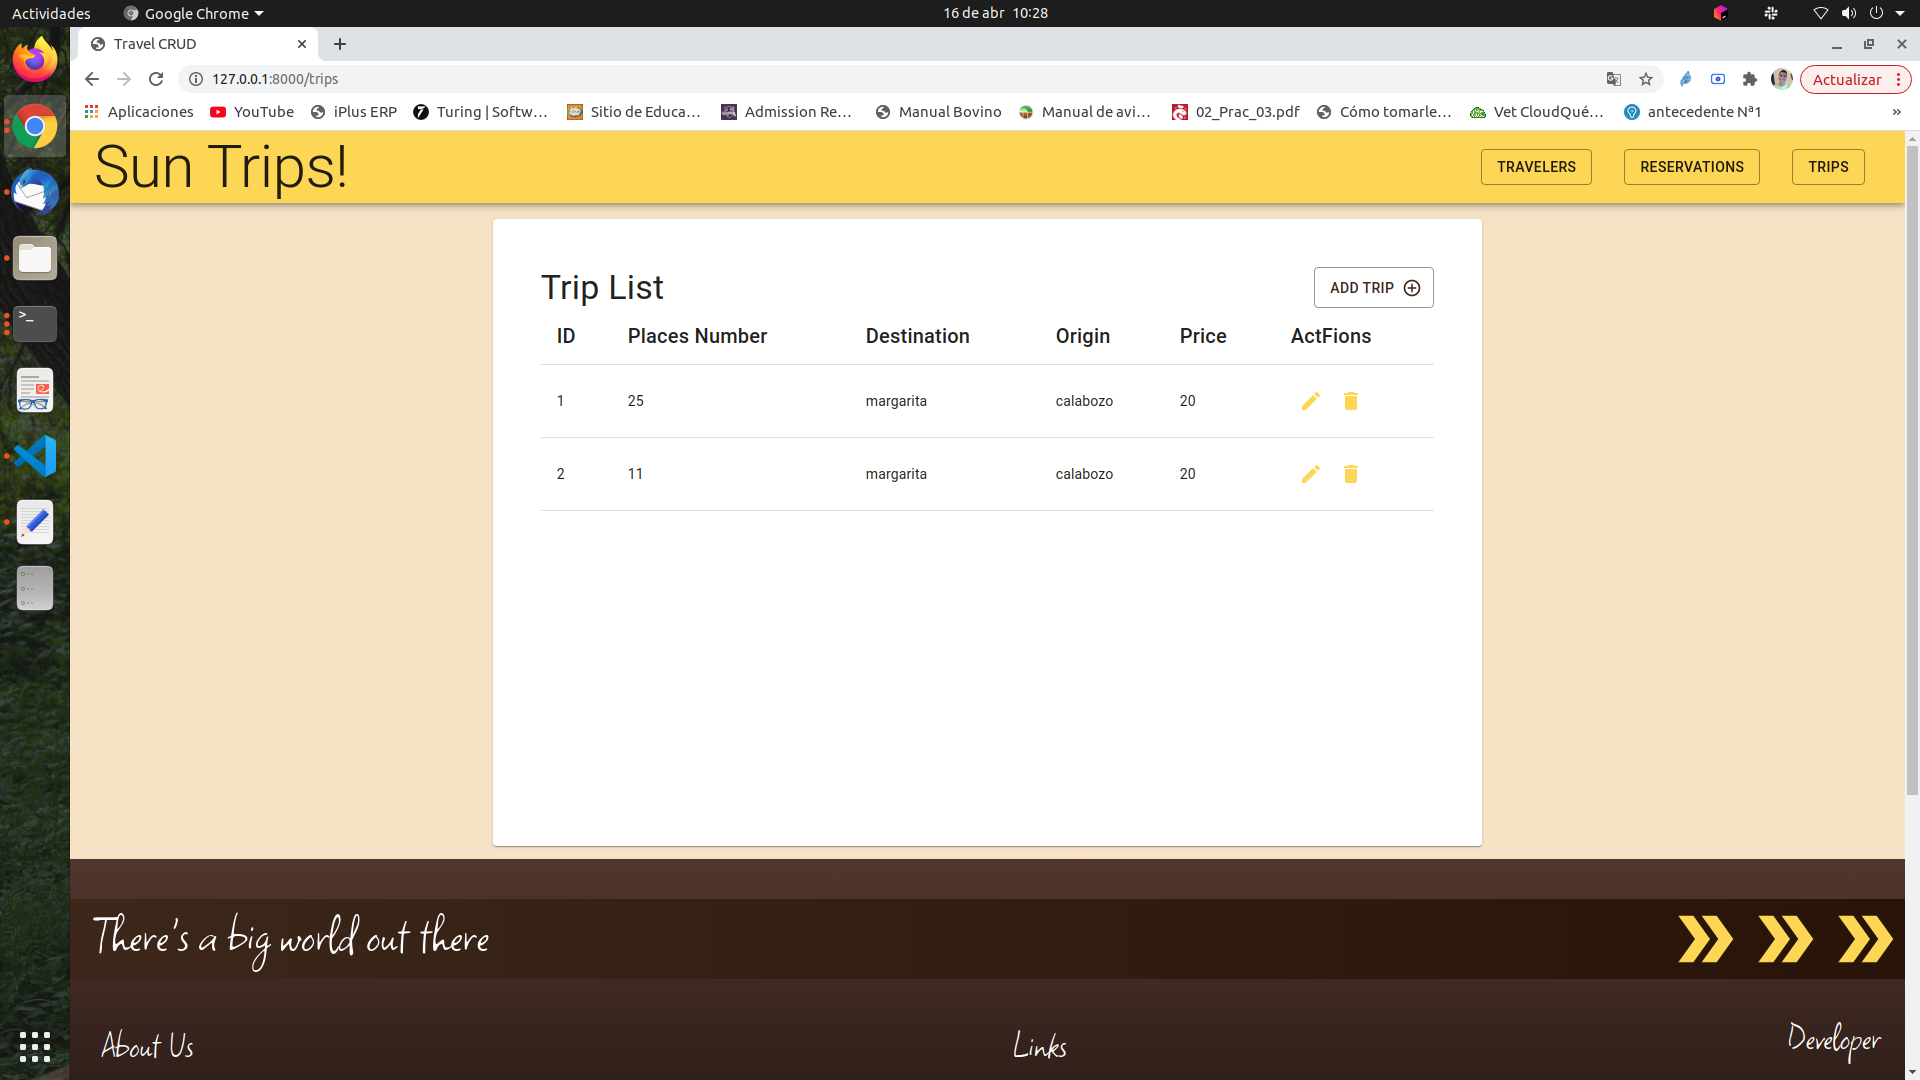 Actividades Google Chrome 16 de abr 10:28
Travel CRUD
127.0.0.1:8000/trips Actualizar
Aplicaciones YouTube iPlus ERP Turing | Softw... Sitio de Educa... Admission Re... Manual Bovino Manual de avi... 02_Prac_03.pdf Cómo tomarle... Vet CloudQué... antecedente Nª1 »
Sun Trips! TRAVELERS RESERVATIONS TRIPS
Trip List ADD TRIP
ID Places Number Destination Origin Price ActFions
1 25 margarita calabozo 20
2 11 margarita calabozo 20
There's a big world out there
About Us Links Developer